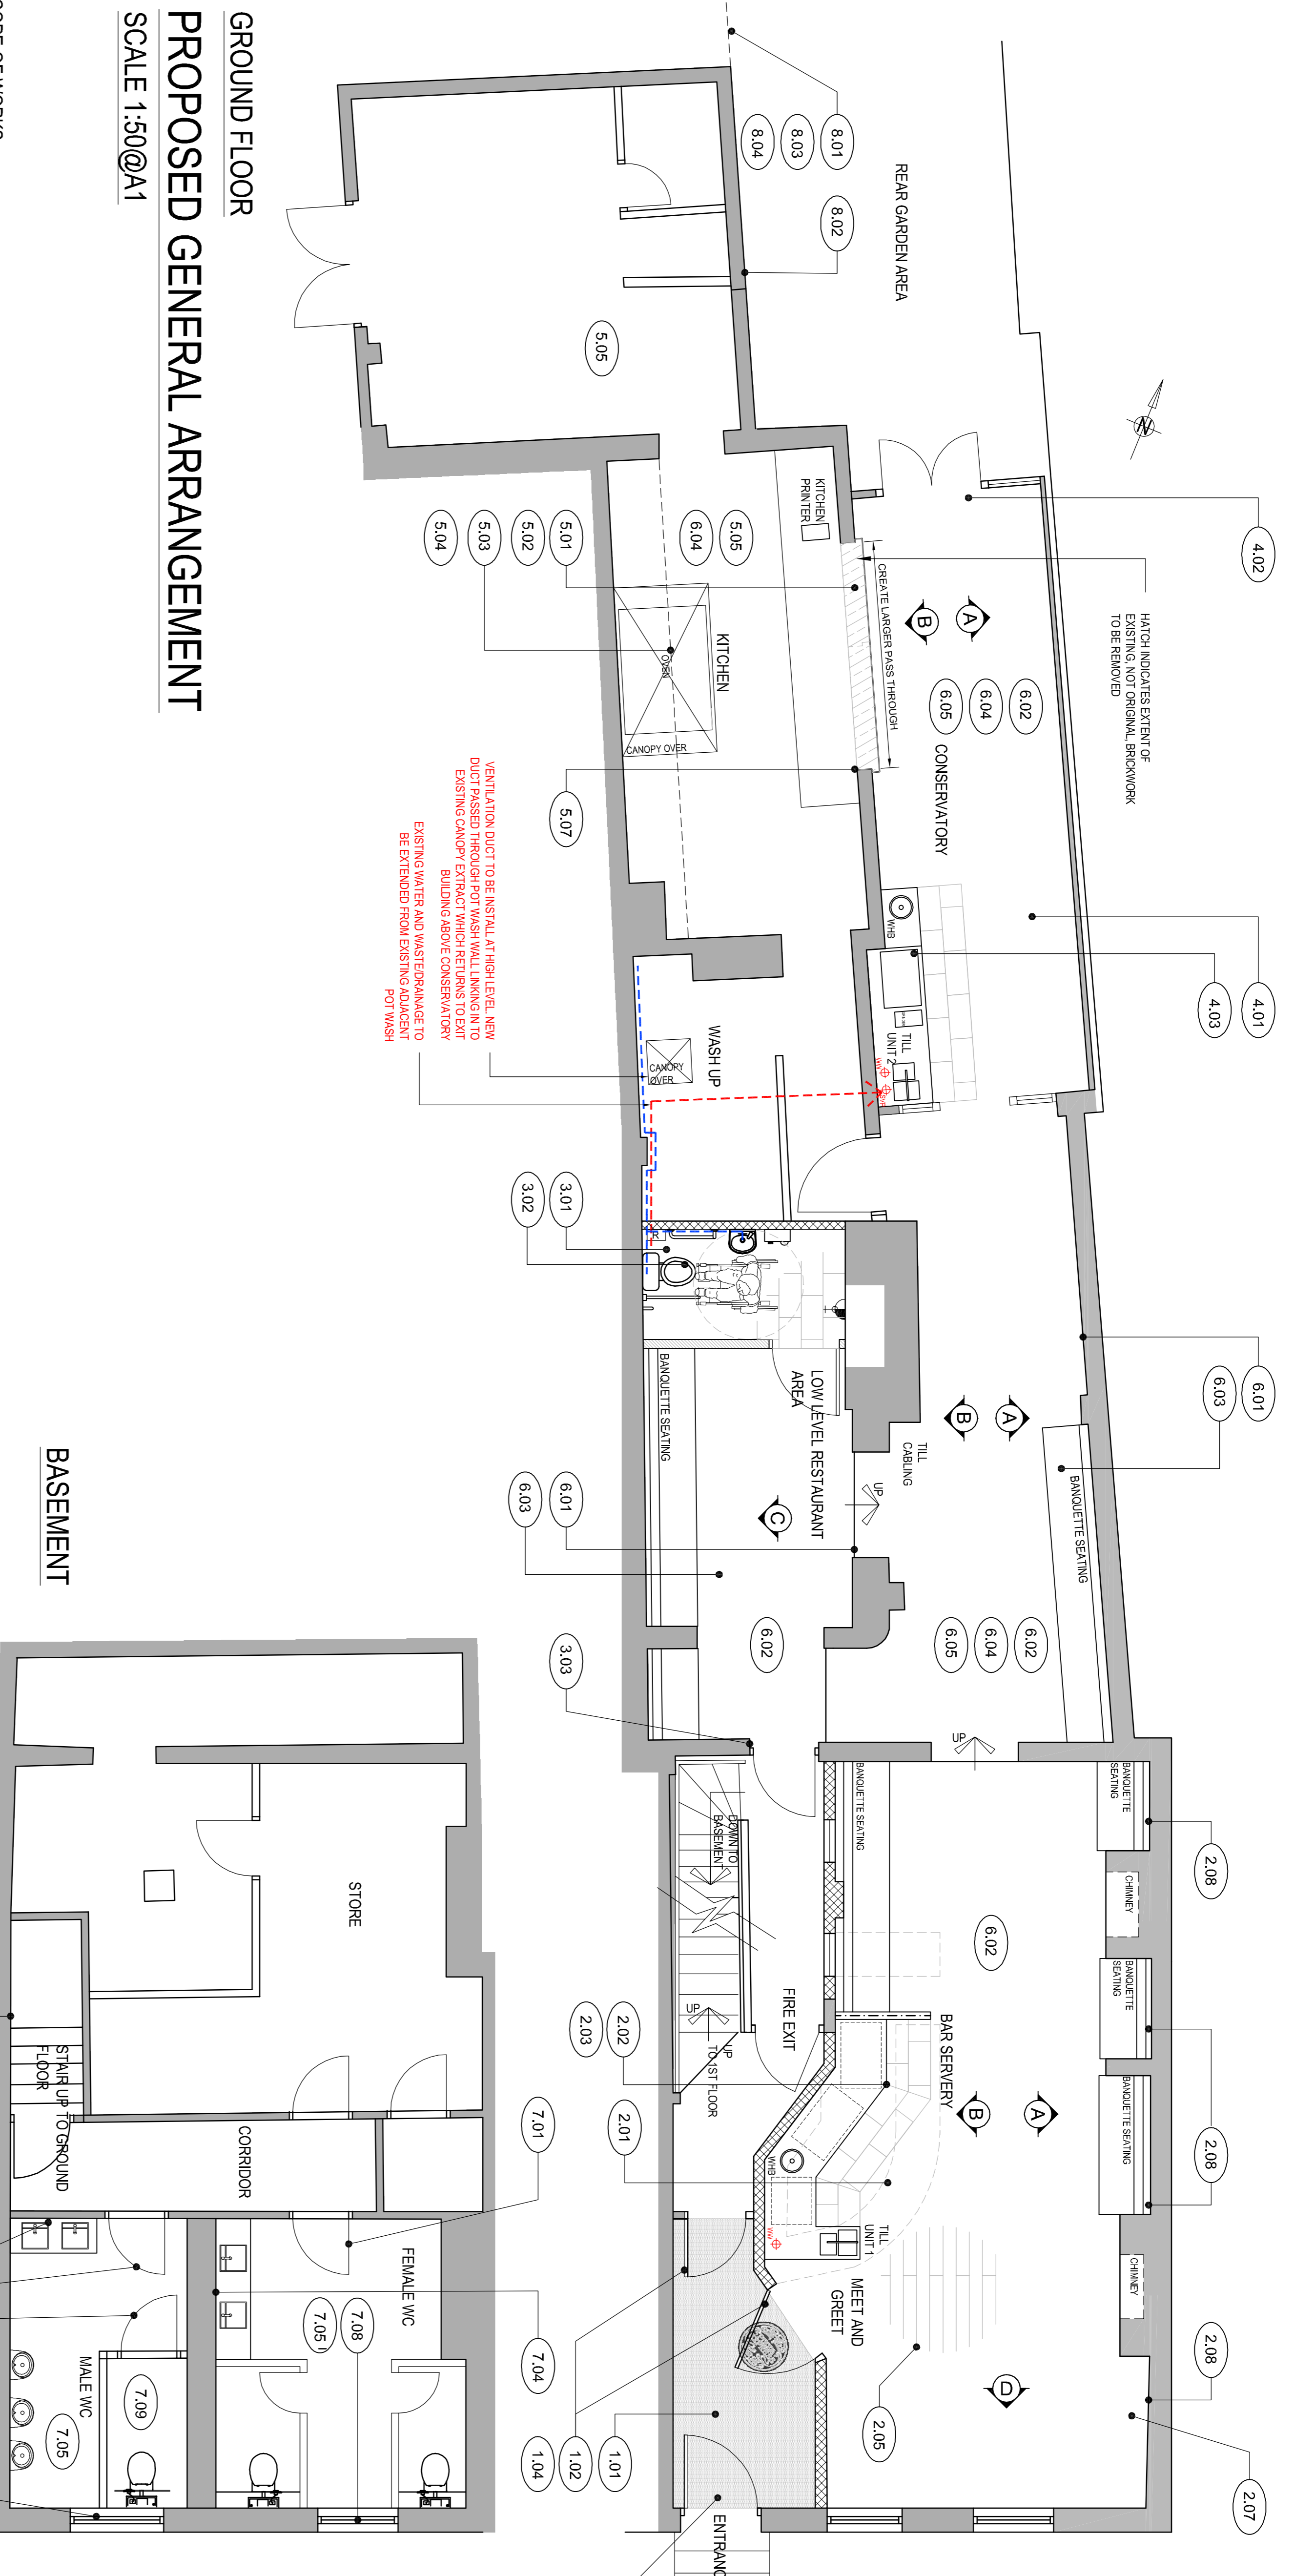 GROUND FLOOR
PROPOSED GENERAL ARRANGEMENT
SCALE 1:50@A1
8.01
8.03
8.04
8.02
REAR GARDEN AREA
N
4.02
HATCH INDICATES EXTENT OF
EXISTING, NOT ORIGINAL, BRICKWORK
TO BE REMOVED
5.05
KITCHEN
PRINTER
CREATE LARGER PASS THROUGH
A
B
6.02
6.04
6.05
CONSERVATORY
5.05
6.04
5.01
5.02
5.03
5.04
KITCHEN
OVEN
CANOPY OVER
5.07
4.01
4.03
WHB
TILL
UNIT 2
WW
VENTILATION DUCT TO BE INSTALL AT HIGH LEVEL. NEW
DUCT PASSED THROUGH POT WASH WALL LINKING IN TO
EXISTING CANOPY EXTRACT WHICH RETURNS TO EXIT
BUILDING ABOVE CONSERVATORY
EXISTING WATER AND WASTE/DRAINAGE TO
BE EXTENDED FROM EXISTING ADJACENT
POT WASH
WASH UP
CANOPY
OVER
3.01
3.02
R
6.01
6.03
BANQUETTE SEATING
LOW LEVEL RESTAURANT
AREA
A
B
TILL
CABLING
UP
C
BANQUETTE SEATING
6.01
6.03
6.02
6.02
6.04
6.05
3.03
UP
BANQUETTE
SEATING
2.08
CHIMNEY
BANQUETTE SEATING
DOWN TO
BASEMENT
6.02
BANQUETTE
SEATING
2.08
FIRE EXIT
UP
UP
TO 1ST FLOOR
2.02
2.03
BAR SERVERY
A
B
BANQUETTE SEATING
2.01
WHB
TILL
UNIT 1
WW
MEET AND
GREET
CHIMNEY
2.08
D
2.05
2.07
1.01
1.02
1.04
ENTRANC
BASEMENT
STORE
STAIR UP TO GROUND
FLOOR
CORRIDOR
7.01
FEMALE WC
7.04
7.08
7.05
MALE WC
7.09
7.05